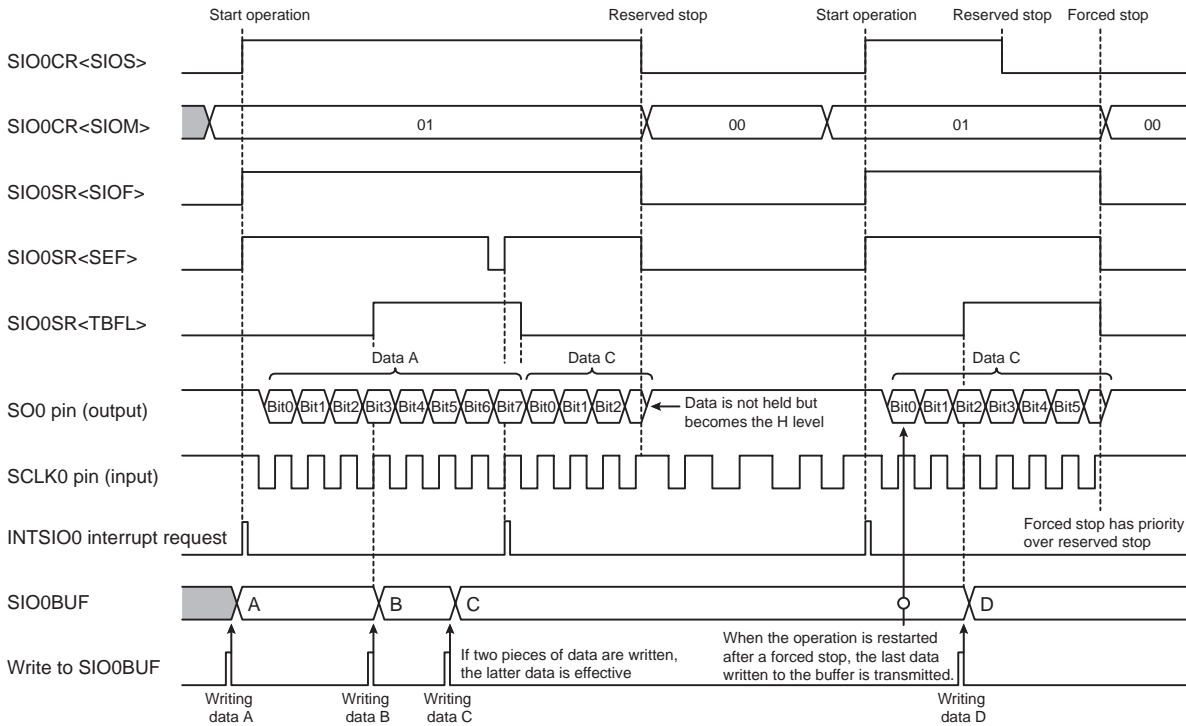 Start operation Reserved stop Start operation Reserved stop Forced stop
SIO0CR<SIOS>
SIO0CR<SIOM> 01 00 01 00
SIO0SR<SIOF>
SIO0SR<SEF>
SIO0SR<TBFL>
Data A Data C Data C
SO0 pin (output) Bit0 Bit1 Bit2 Bit3 Bit4 Bit5 Bit6 Bit7 Bit0 Bit1 Bit2 Bit0 Bit1 Bit2 Bit3 Bit4 Bit5
Data is not held but
becomes the H level
SCLK0 pin (input)
INTSIO0 interrupt request
Forced stop has priority
over reserved stop
SIO0BUF A B C D
Write to SIO0BUF
If two pieces of data are written,
the latter data is effective
When the operation is restarted
after a forced stop, the last data
written to the buffer is transmitted.
Writing
data A
Writing
data B
Writing
data C
Writing
data D